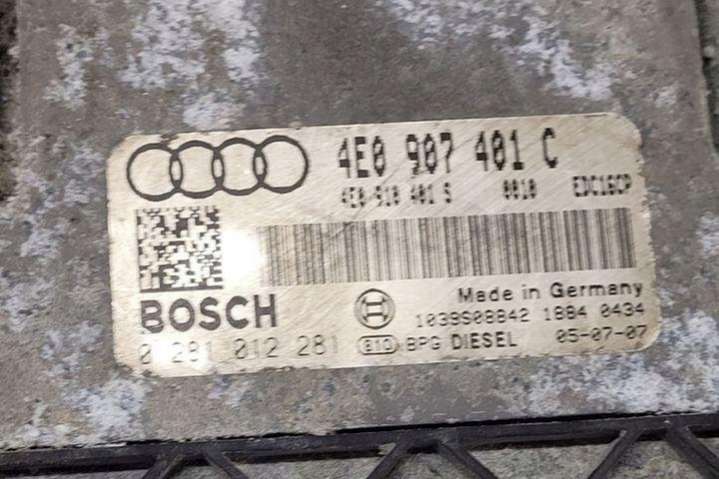 4E0 907 401 C
4E0 910 401 S 0010 EDC16CP
BOSCH
Made in Germany
1039S08842 1884 0434
0 281 012 281 BPG DIESEL 05-07-07